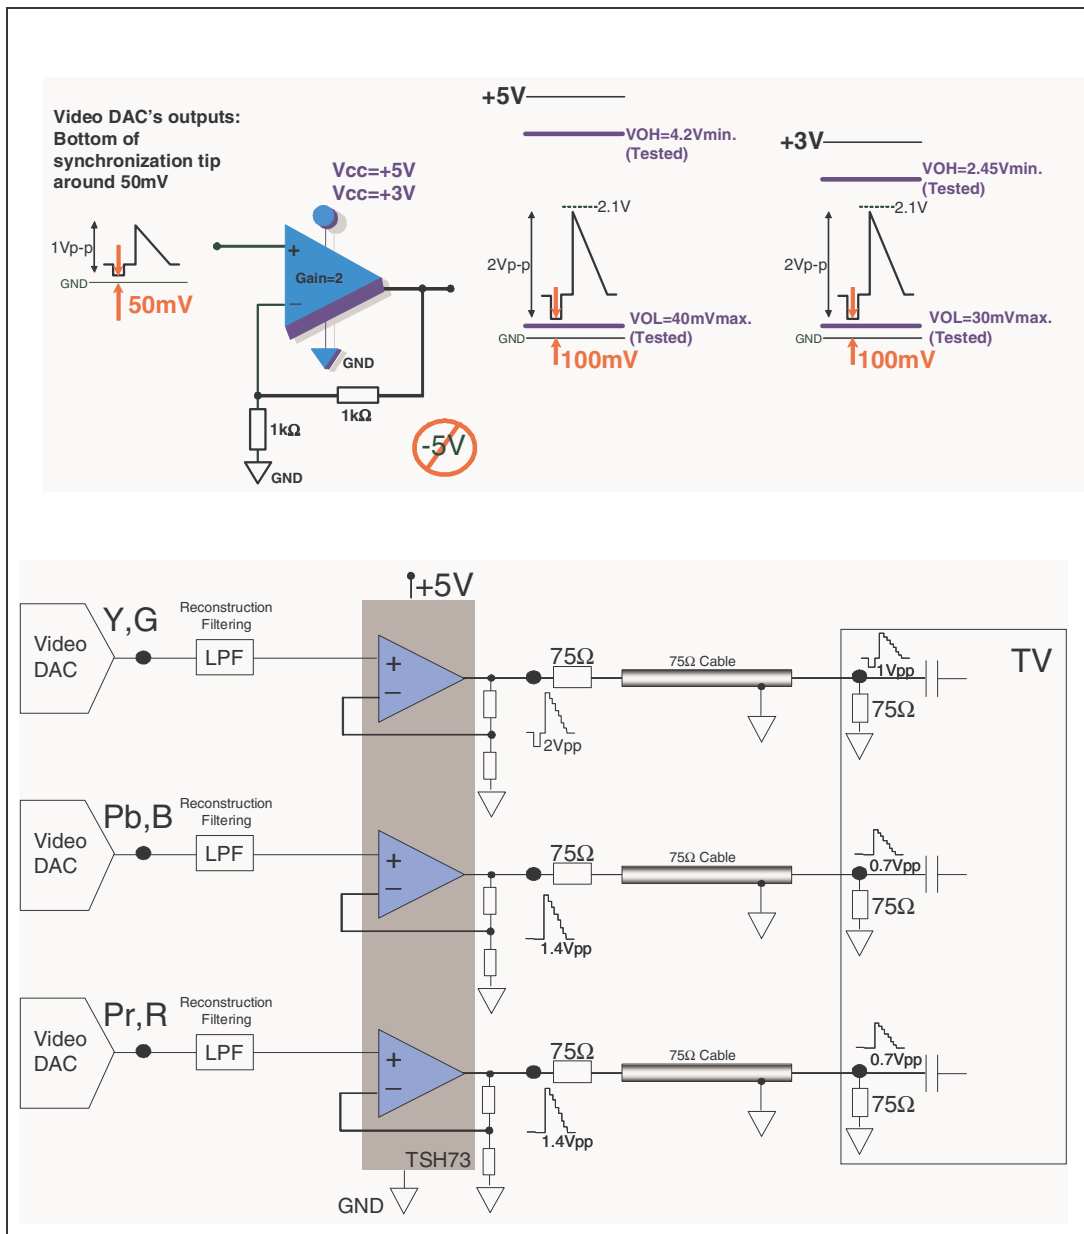 Video DAC's outputs:
Bottom of
synchronization tip
around 50mV
1Vp-p
GND
50mV
Vcc=+5V
Vcc=+3V
+
Gain=2
−
GND
1kΩ
1kΩ
GND
-5V
+5V
VOH=4.2Vmin.
(Tested)
2.1V
2Vp-p
VOL=40mVmax.
(Tested)
GND
100mV
+3V
VOH=2.45Vmin.
(Tested)
2.1V
2Vp-p
VOL=30mVmax.
(Tested)
GND
100mV
+5V
Video
DAC
Y,G
Reconstruction
Filtering
LPF
+
−
2Vpp
75Ω
75Ω Cable
1Vpp
75Ω
TV
Video
DAC
Pb,B
Reconstruction
Filtering
LPF
+
−
1.4Vpp
75Ω
75Ω Cable
0.7Vpp
75Ω
Video
DAC
Pr,R
Reconstruction
Filtering
LPF
+
−
1.4Vpp
75Ω
75Ω Cable
0.7Vpp
75Ω
TSH73
GND